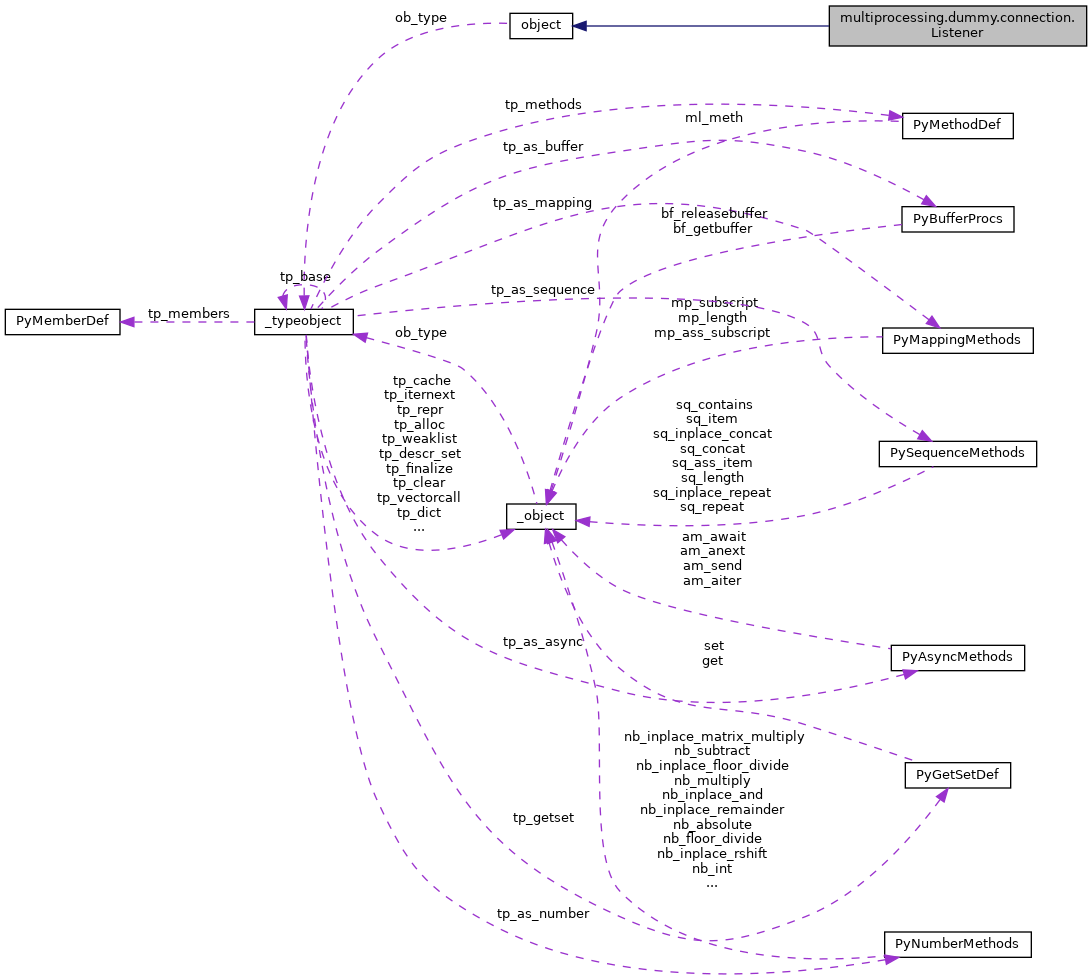 ob_type
object
multiprocessing.dummy.connection.
Listener
tp_methods
ml_meth
PyMethodDef
tp_as_buffer
tp_as_mapping
bf_releasebuffer
bf_getbuffer
PyBufferProcs
tp_base
tp_as_sequence
mp_subscript
mp_length
mp_ass_subscript
PyMemberDef
tp_members
_typeobject
ob_type
PyMappingMethods
tp_cache
tp_iternext
tp_repr
tp_alloc
tp_weaklist
tp_descr_set
tp_finalize
tp_clear
tp_vectorcall
tp_dict
...
sq_contains
sq_item
sq_inplace_concat
sq_concat
sq_ass_item
sq_length
sq_inplace_repeat
sq_repeat
PySequenceMethods
_object
am_await
am_anext
am_send
am_aiter
tp_as_async
set
get
PyAsyncMethods
nb_inplace_matrix_multiply
nb_subtract
nb_inplace_floor_divide
nb_multiply
nb_inplace_and
nb_inplace_remainder
nb_absolute
nb_floor_divide
nb_inplace_rshift
nb_int
...
PyGetSetDef
tp_getset
tp_as_number
PyNumberMethods